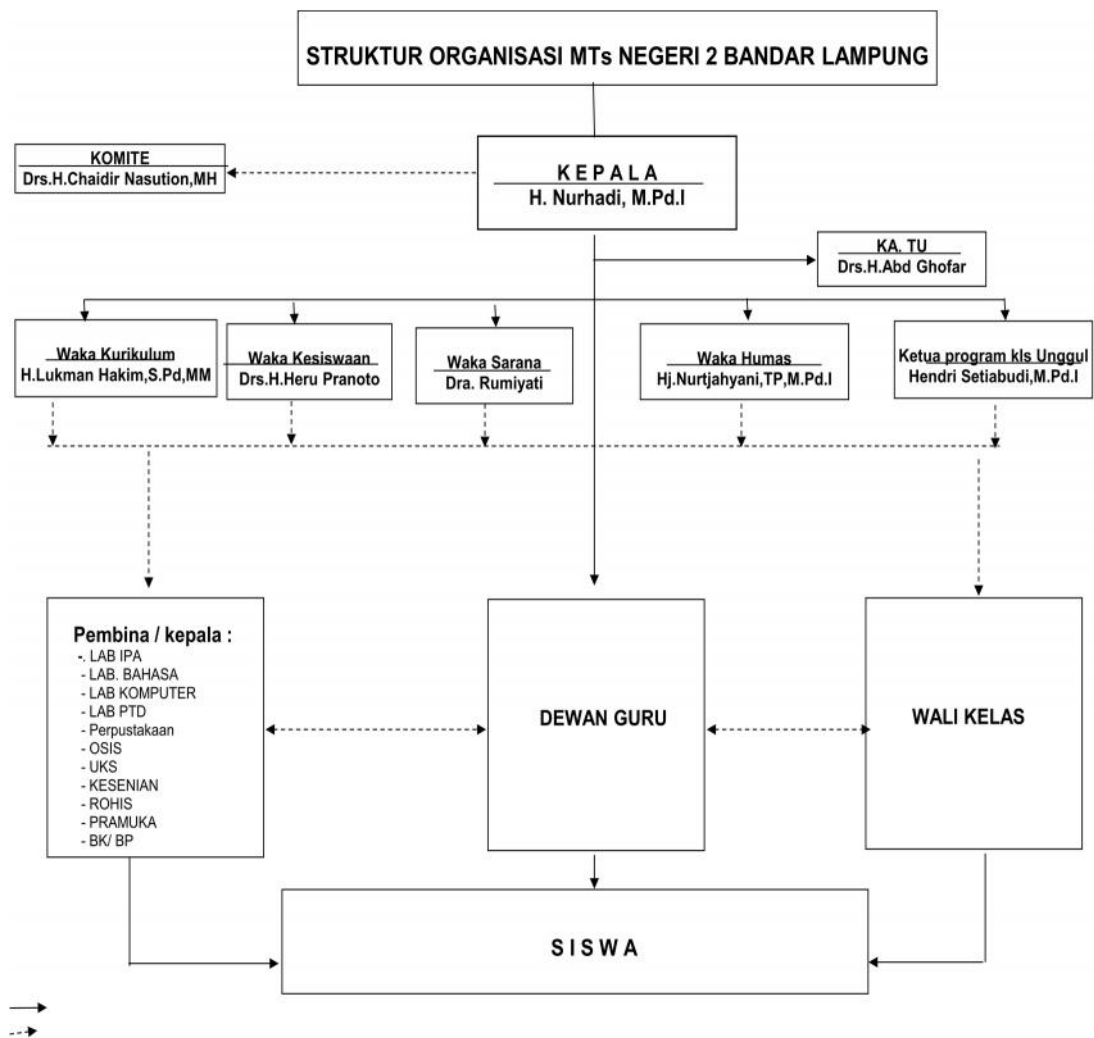 STRUKTUR ORGANISASI MTs NEGERI 2 BANDAR LAMPUNG
KOMITE
Drs.H.Chaidir Nasution,MH
K E P A L A
H. Nurhadi, M.Pd.I
KA. TU
Drs.H.Abd Ghofar
Waka Kurikulum
H.Lukman Hakim,S.Pd,MM
Waka Kesiswaan
Drs.H.Heru Pranoto
Waka Sarana
Dra. Rumiyati
Waka Humas
Hj.Nurtjahyani,TP,M.Pd.I
Ketua program kls Unggul
Hendri Setiabudi,M.Pd.I
Pembina / kepala :
-. LAB IPA
- LAB. BAHASA
- LAB KOMPUTER
- LAB PTD
- Perpustakaan
- OSIS
- UKS
- KESENIAN
- ROHIS
- PRAMUKA
- BK/ BP
DEWAN GURU
WALI KELAS
S I S W A